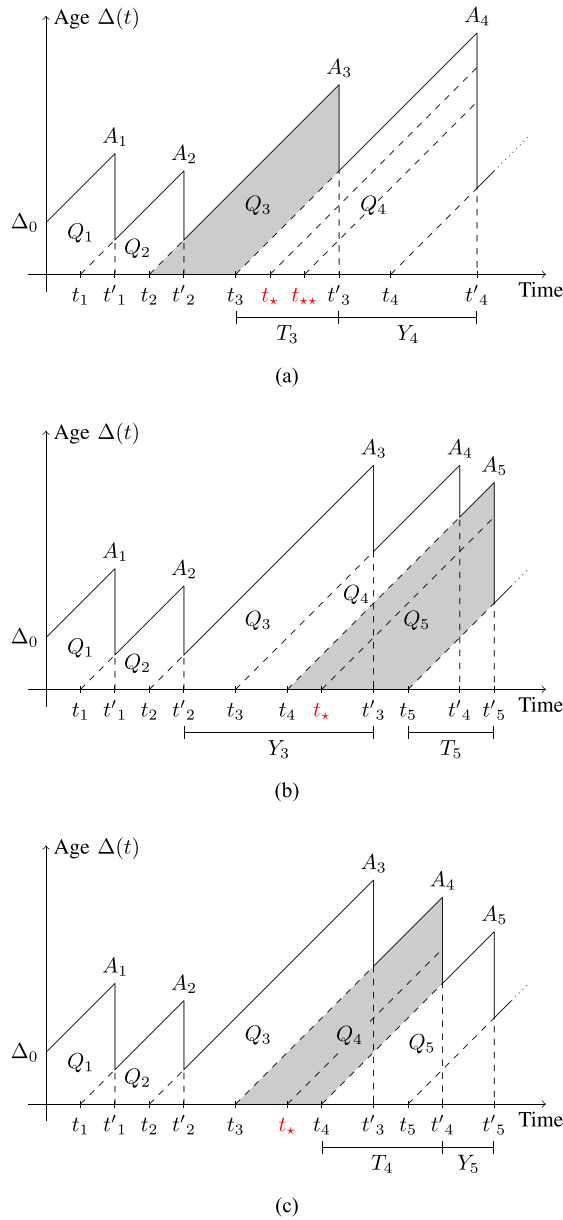 Age Δ(t)
A₄
A₃
A₁
A₂
Δ₀
Q₁
Q₂
Q₃
Q₄
t₁
t'₁
t₂
t'₂
t₃
t⋆
t⋆⋆
t'₃
t₄
t'₄
Time
T₃
Y₄
(a)
Age Δ(t)
A₃
A₄
A₅
A₁
A₂
Δ₀
Q₁
Q₂
Q₃
Q₄
Q₅
t₁
t'₁
t₂
t'₂
t₃
t₄
t⋆
t'₃
t₅
t'₄
t'₅
Time
Y₃
T₅
(b)
Age Δ(t)
A₃
A₄
A₅
A₁
A₂
Δ₀
Q₁
Q₂
Q₃
Q₄
Q₅
t₁
t'₁
t₂
t'₂
t₃
t⋆
t₄
t'₃
t₅
t'₄
t'₅
Time
T₄
Y₅
(c)